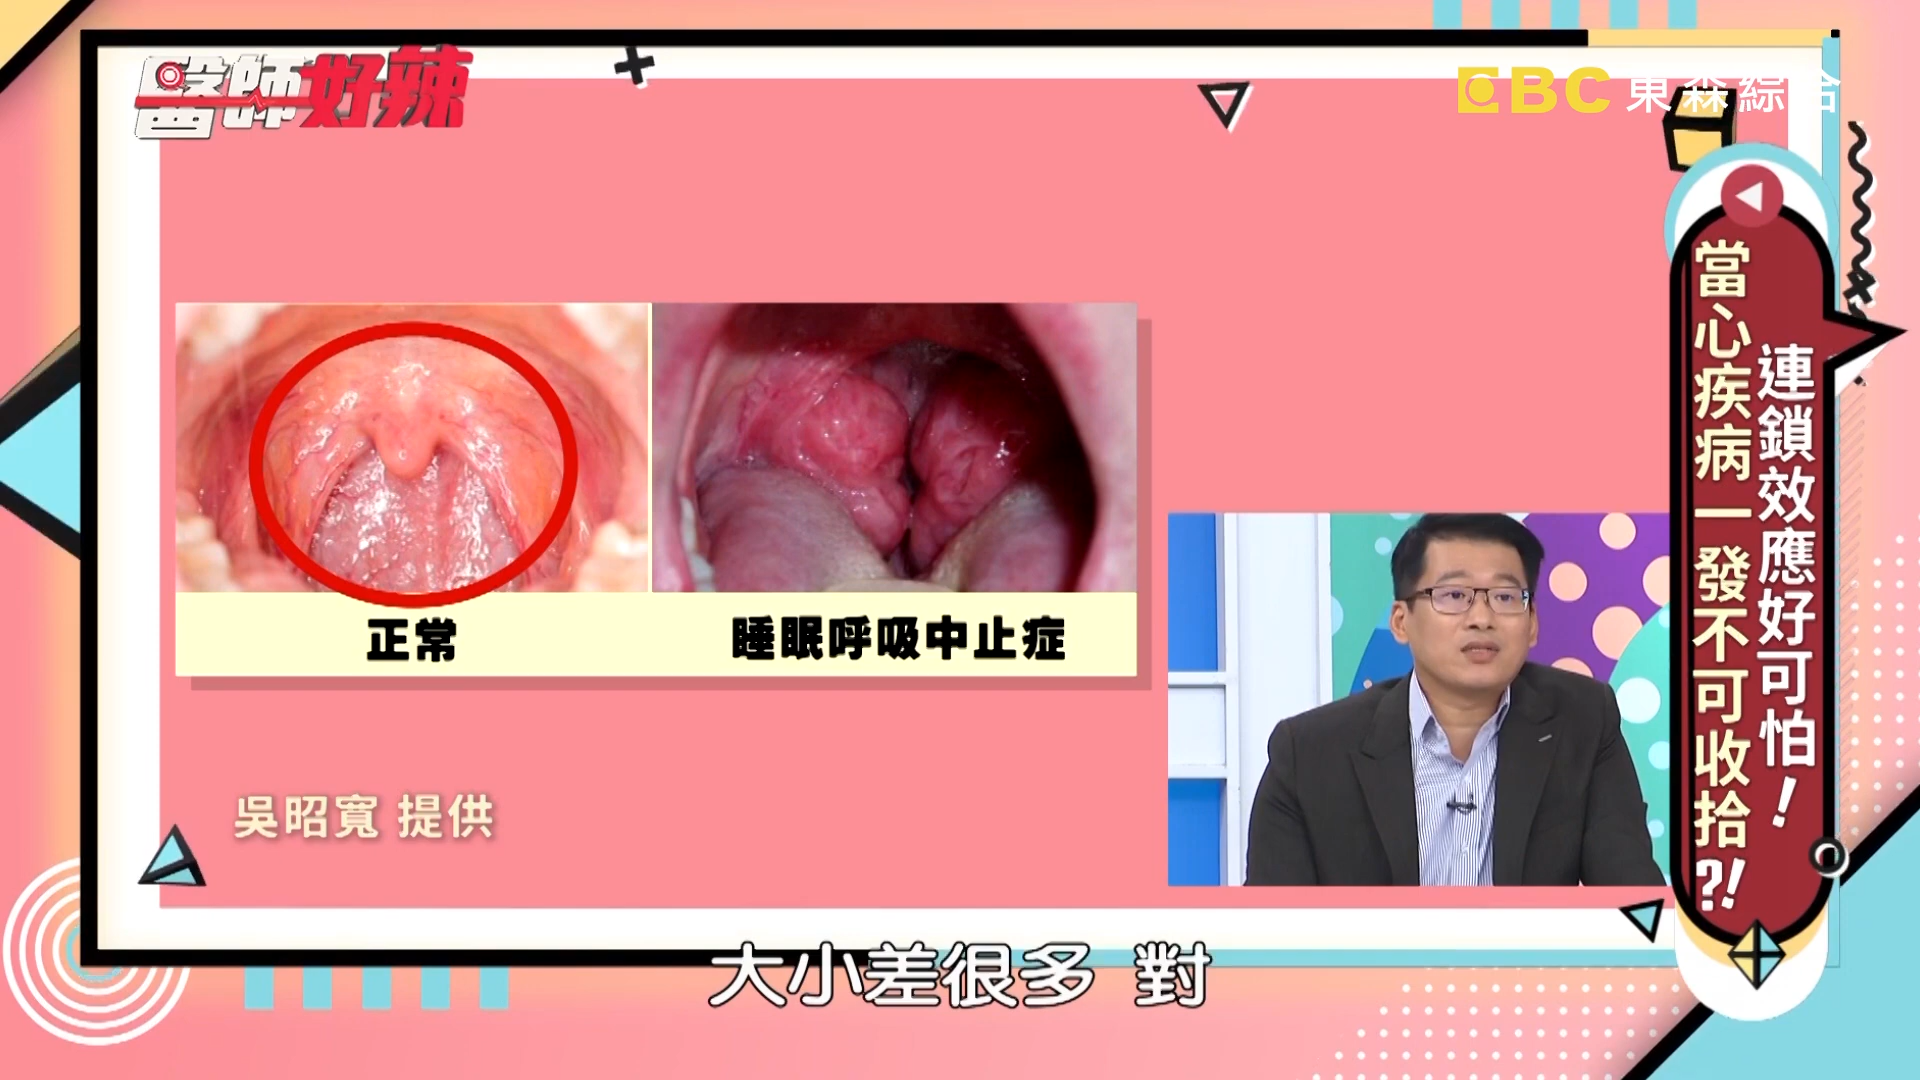 醫師好辣
EBC 東森綜合
連鎖效應好可怕！
當心疾病一發不可收拾?!
正常
睡眠呼吸中止症
吳昭寬 提供
大小差很多 對